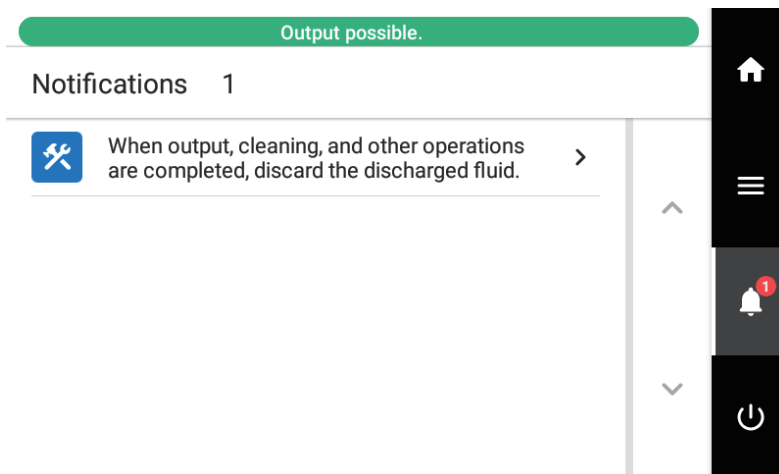 Output possible.
Notifications 1
When output, cleaning, and other operations
are completed, discard the discharged fluid.
1